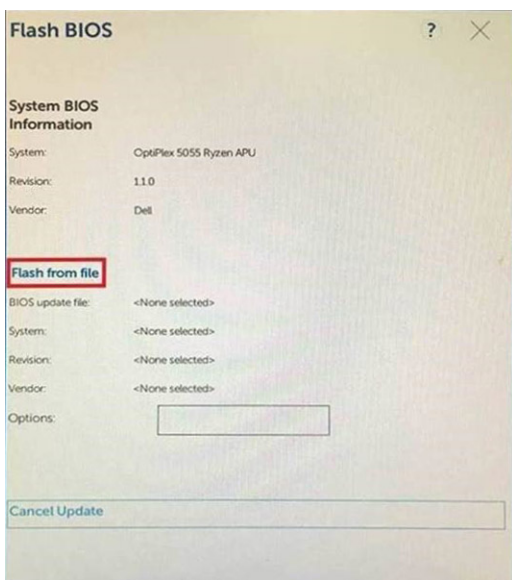 Flash BIOS ?
System BIOS
Information
System: OptiPlex 5055 Ryzen APU
Revision: 1.1.0
Vendor: Dell
Flash from file
BIOS update file: <None selected>
System: <None selected>
Revision: <None selected>
Vendor: <None selected>
Options:
Cancel Update